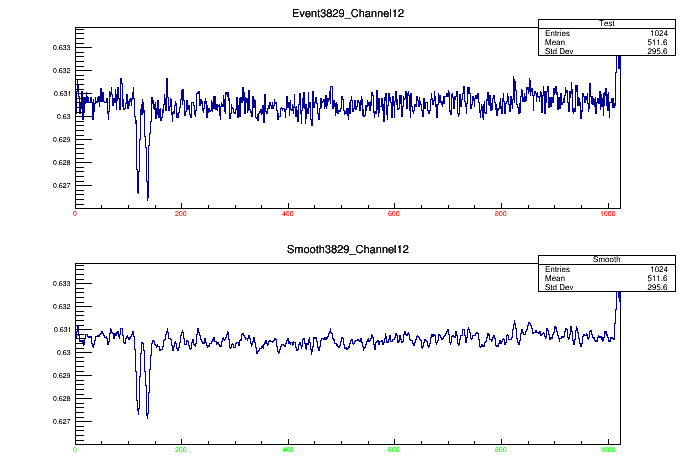 Event3829_Channel12
Test
Entries 1024
Mean 511.6
Std Dev 295.6
0.633
0.632
0.631
0.63
0.629
0.628
0.627
0 200 400 600 800 1000
Smooth3829_Channel12
Smooth
Entries 1024
Mean 511.6
Std Dev 295.6
0.633
0.632
0.631
0.63
0.629
0.628
0.627
0 200 400 600 800 1000